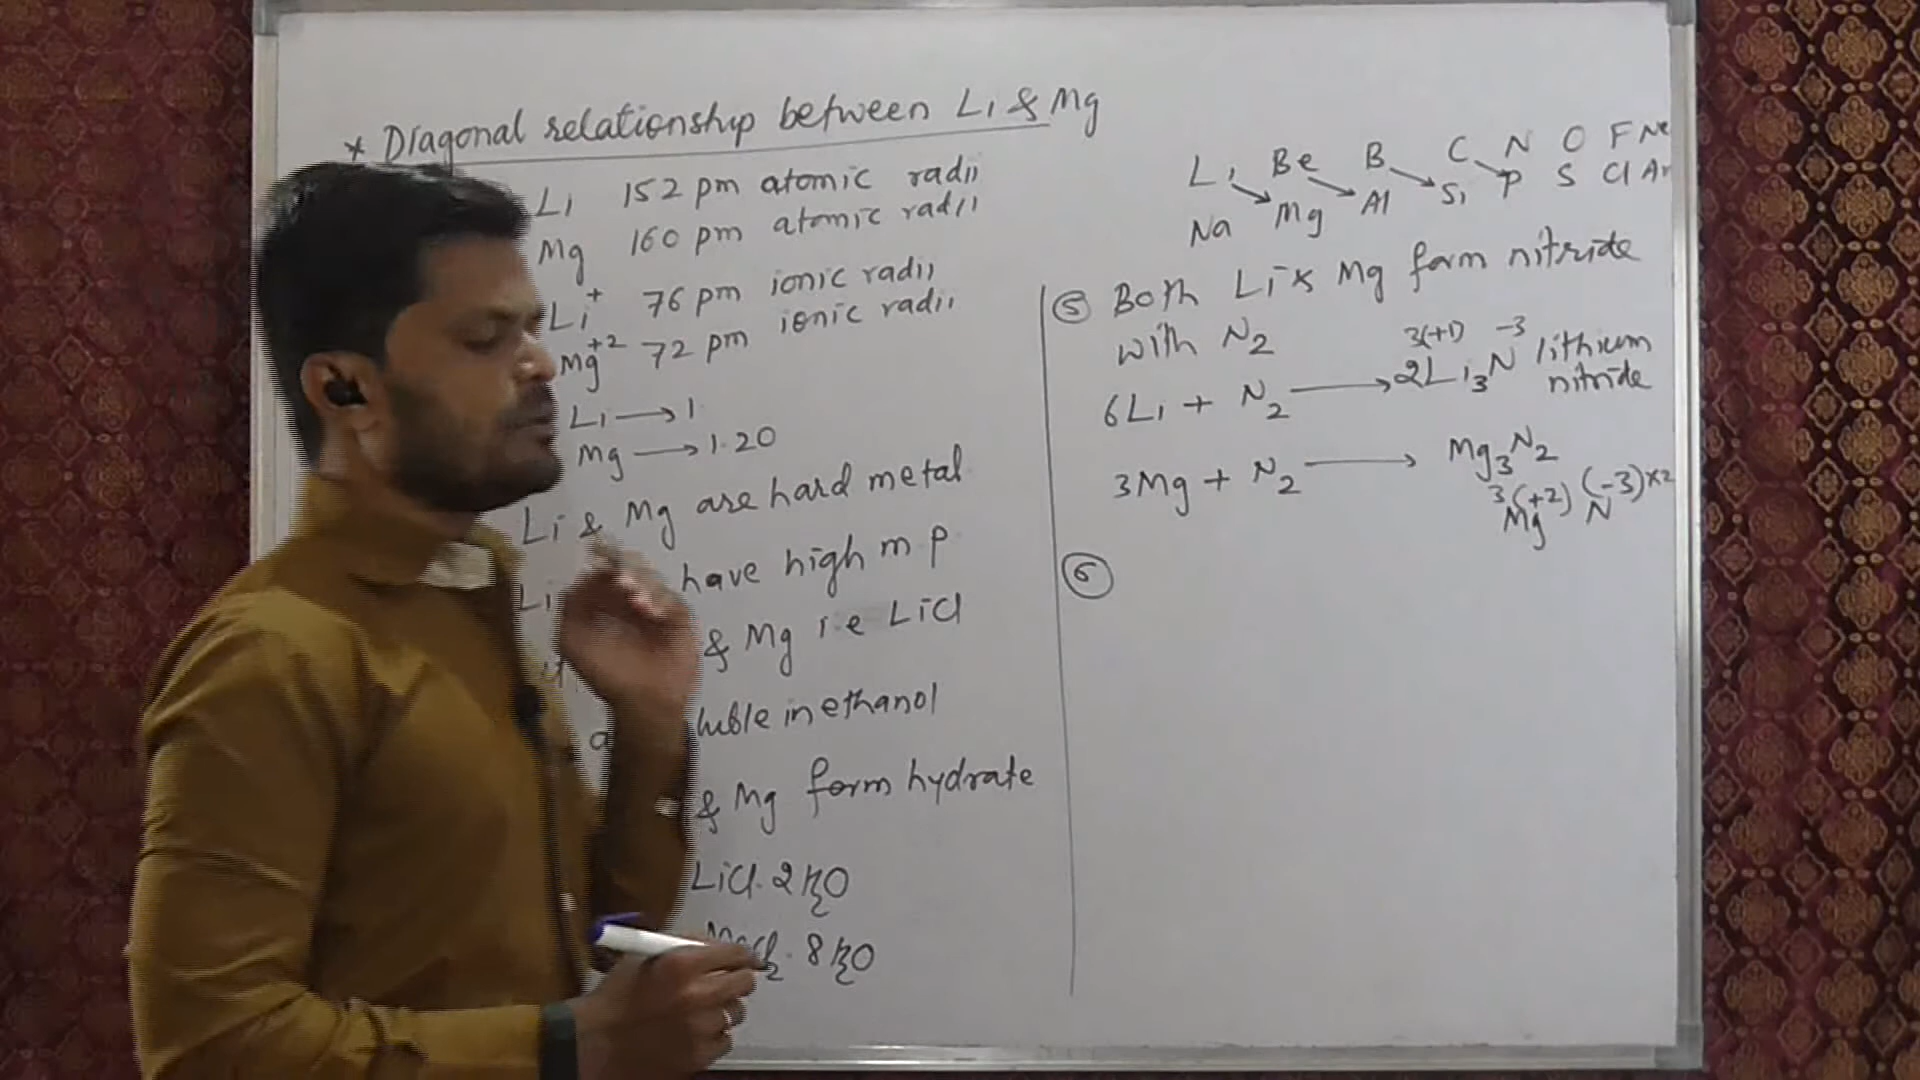 * Diagonal relationship between Li & Mg
Li 152 pm atomic radii
Mg 160 pm atomic radii
Li⁺ 76 pm ionic radii
Mg⁺² 72 pm ionic radii
Li → 1
Mg → 1.20
Li & Mg are hard metal
Li have high m p
& Mg i.e LiCl
in ethanol
& Mg form hydrate
LiCl. 2H₂O
8H₂O
Li Be B C N O F Ne
Na Mg Al Si P S Cl Ar
⑤ Both Li & Mg form nitride
with N₂
3(+1) -3
6Li + N₂ → 2Li₃N lithium
nitride
3Mg + N₂ → Mg₃N₂
3(+2) (-3)×2
Mg N
⑥